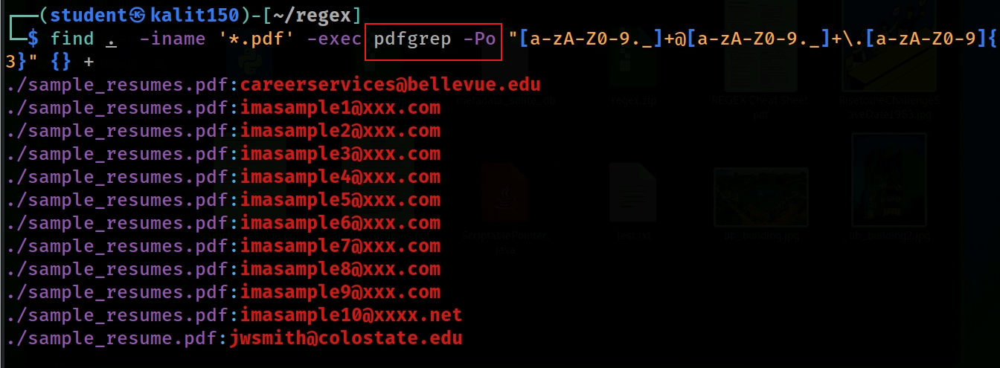 ┌──(student㉿kalit150)-[~/regex]
└─$ find . -iname '*.pdf' -exec pdfgrep -Po "[a-zA-Z0-9._]+@[a-zA-Z0-9._]+\.[a-zA-Z0-9]{
3}" {} +
./sample_resumes.pdf:careerservices@bellevue.edu
./sample_resumes.pdf:imasample1@xxx.com
./sample_resumes.pdf:imasample2@xxx.com
./sample_resumes.pdf:imasample3@xxx.com
./sample_resumes.pdf:imasample4@xxx.com
./sample_resumes.pdf:imasample5@xxx.com
./sample_resumes.pdf:imasample6@xxx.com
./sample_resumes.pdf:imasample7@xxx.com
./sample_resumes.pdf:imasample8@xxx.com
./sample_resumes.pdf:imasample9@xxx.com
./sample_resumes.pdf:imasample10@xxxx.net
./sample_resume.pdf:jwsmith@colostate.edu